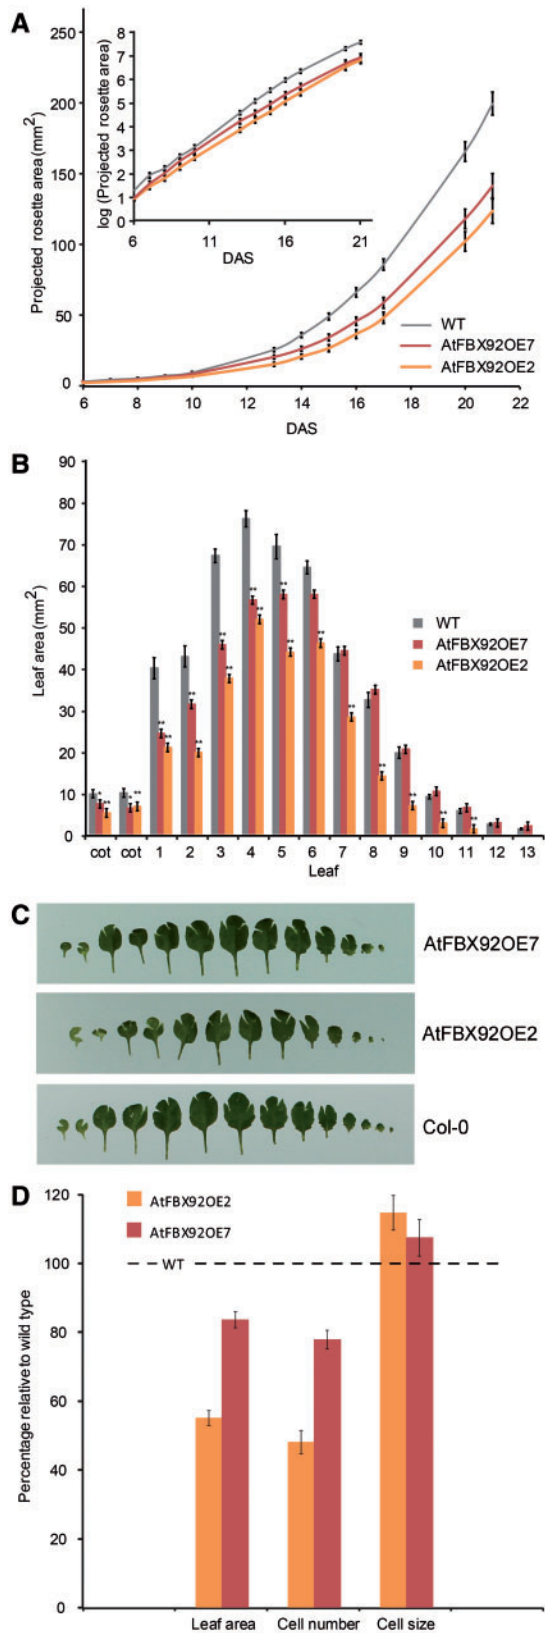 A
Projected rosette area (mm2)
250
200
150
100
50
0
6 8 10 12 14 16 18 20 22
DAS
log (Projected rosette area)
8
7
6
5
4
3
2
1
0
6 11 16 21
DAS
WT
AtFBX92OE7
AtFBX92OE2
B
Leaf area (mm2)
90
80
70
60
50
40
30
20
10
0
WT
AtFBX92OE7
AtFBX92OE2
cot cot 1 2 3 4 5 6 7 8 9 10 11 12 13
Leaf
C
AtFBX92OE7
AtFBX92OE2
Col-0
D
Percentage relative to wild type
120
100
80
60
40
20
0
AtFBX92OE2
AtFBX92OE7
WT
Leaf area Cell number Cell size